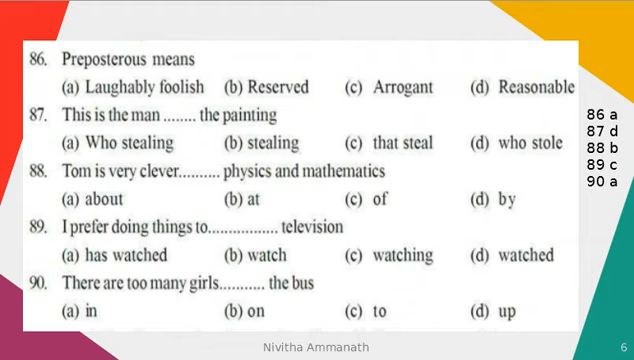 86. Preposterous means
(a) Laughably foolish (b) Reserved (c) Arrogant (d) Reasonable
87. This is the man ........ the painting
(a) Who stealing (b) stealing (c) that steal (d) who stole
88. Tom is very clever.......... physics and mathematics
(a) about (b) at (c) of (d) by
89. I prefer doing things to................. television
(a) has watched (b) watch (c) watching (d) watched
90. There are too many girls........... the bus
(a) in (b) on (c) to (d) up
86 a
87 d
88 b
89 c
90 a
Nivitha Ammanath
6